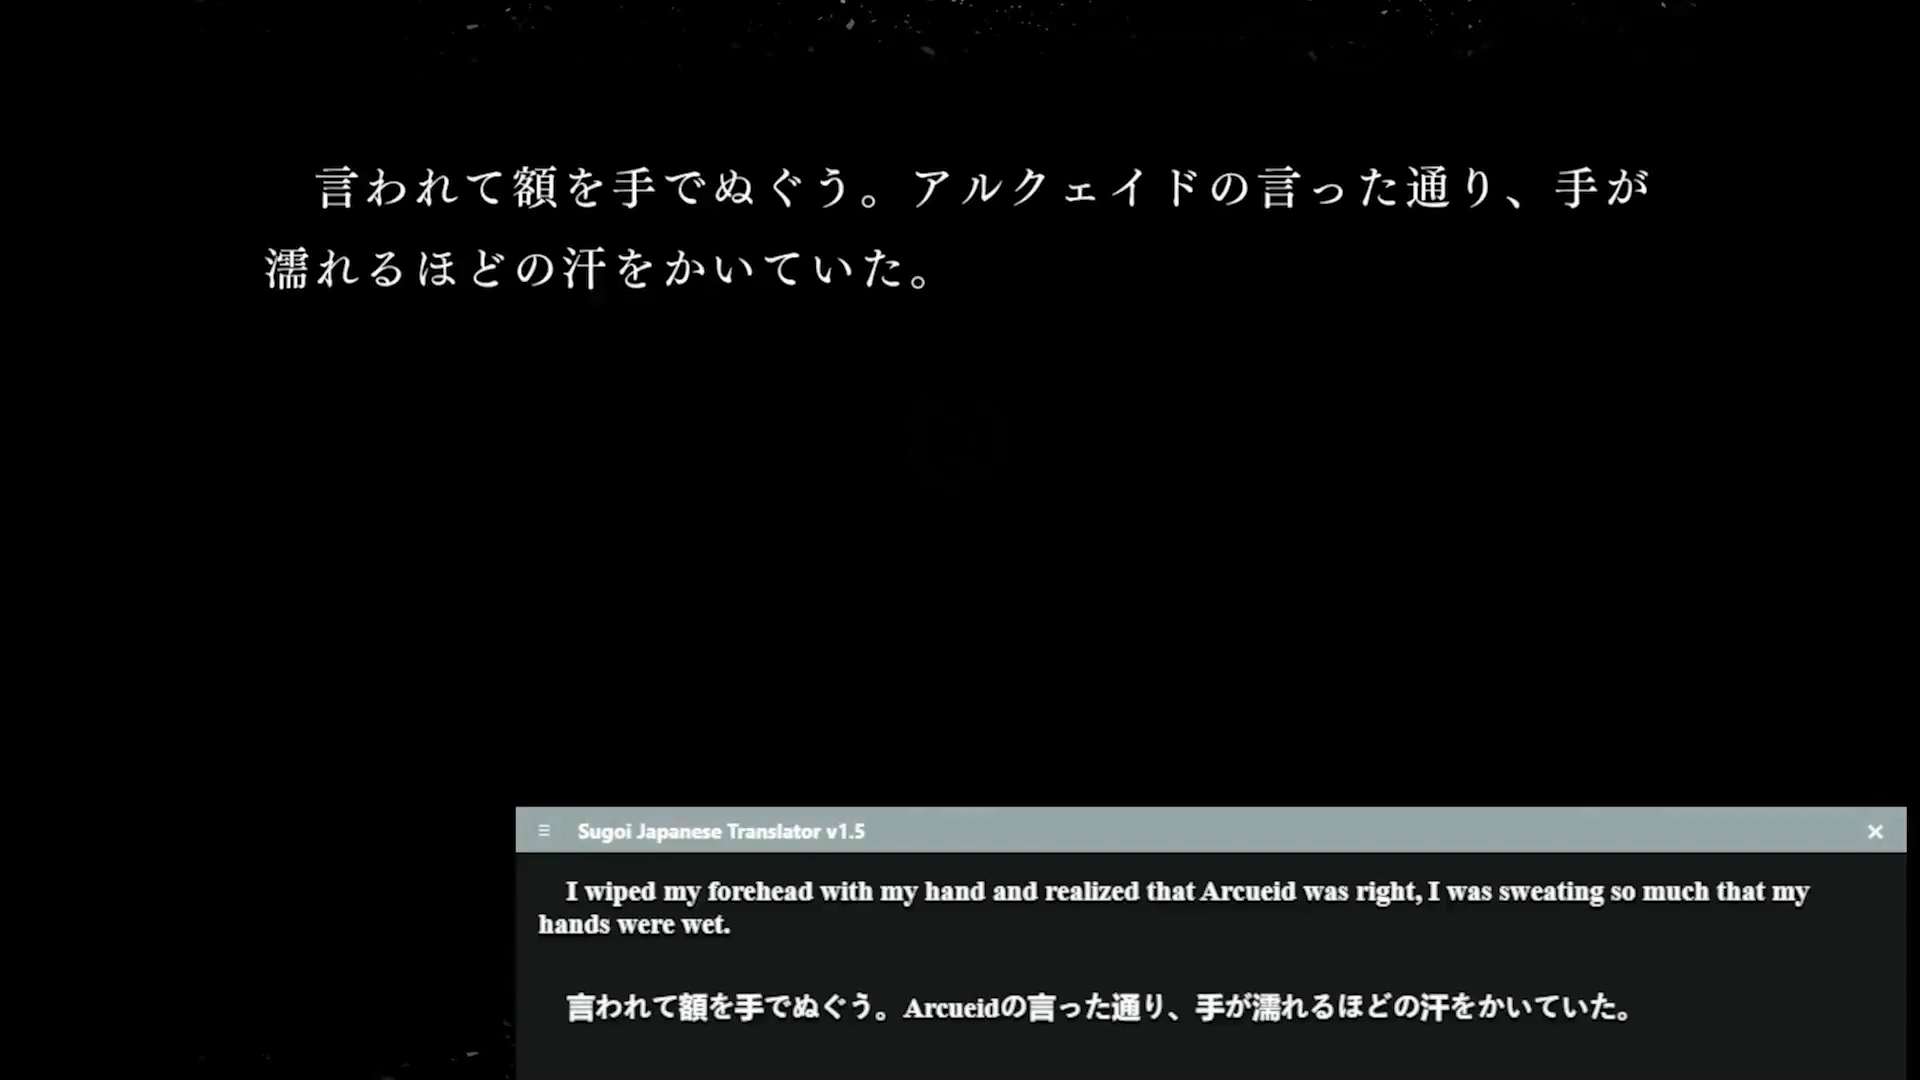 言われて額を手でぬぐう。アルクェイドの言った通り、手が
濡れるほどの汗をかいていた。
≡ Sugoi Japanese Translator v1.5 ×
I wiped my forehead with my hand and realized that Arcueid was right, I was sweating so much that my
hands were wet.
言われて額を手でぬぐう。Arcueidの言った通り、手が濡れるほどの汗をかいていた。